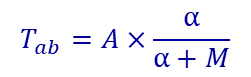 T_ab = A × α / (α + M)